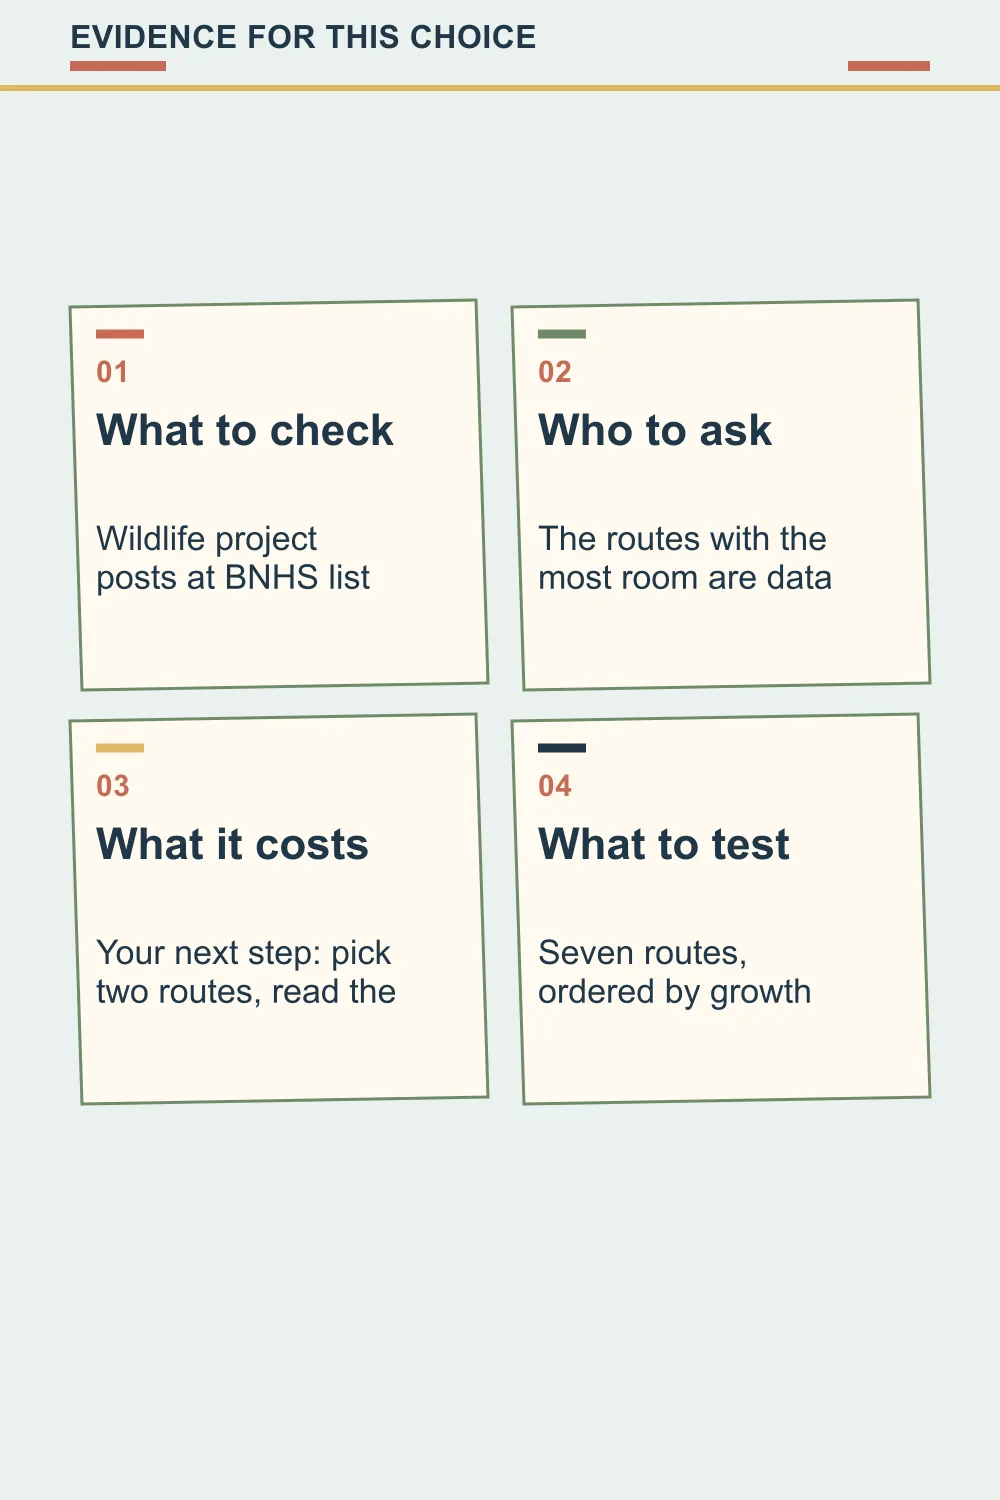 EVIDENCE FOR THIS CHOICE
01
What to check
Wildlife project
posts at BNHS list
02
Who to ask
The routes with the
most room are data
03
What it costs
Your next step: pick
two routes, read the
04
What to test
Seven routes,
ordered by growth